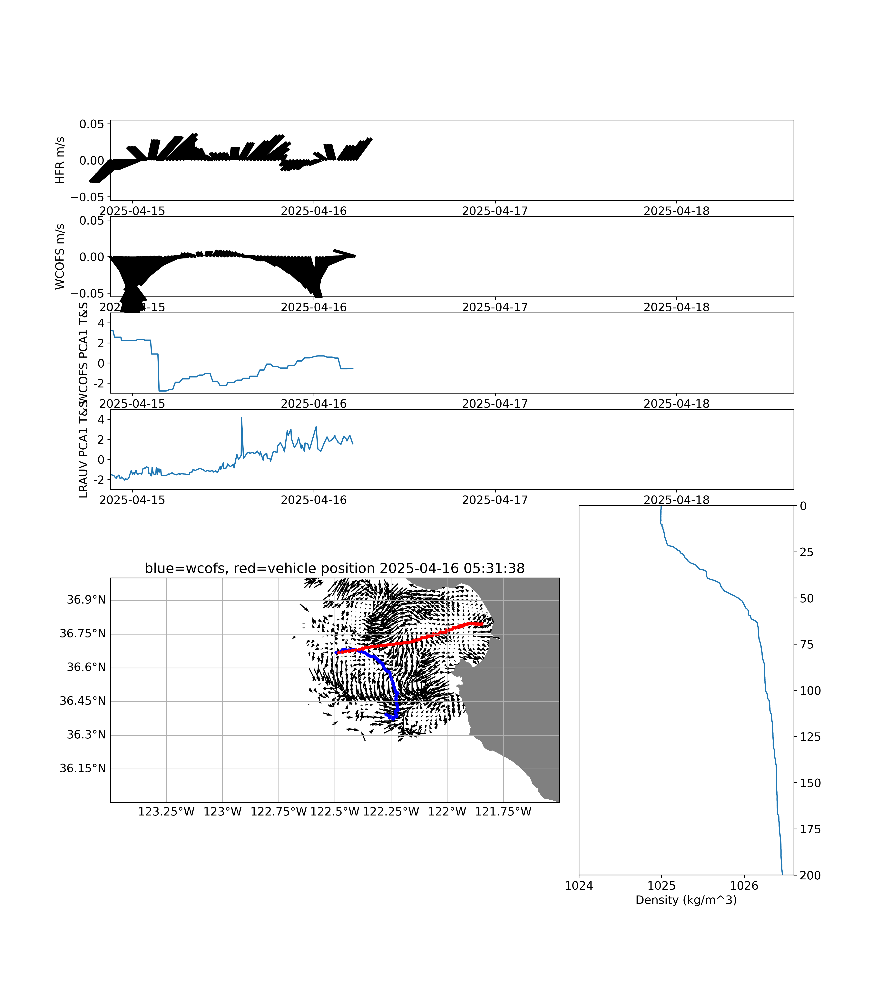 HFR m/s
0.05
0.00
−0.05
2025-04-15 2025-04-16 2025-04-17 2025-04-18
WCOFS m/s
0.05
0.00
−0.05
2025-04-15 2025-04-16 2025-04-17 2025-04-18
WCOFS PCA1 T&S
4
2
0
-2
2025-04-15 2025-04-16 2025-04-17 2025-04-18
LRAUV PCA1 T&S
4
2
0
-2
2025-04-15 2025-04-16 2025-04-17 2025-04-18
blue=wcofs, red=vehicle position 2025-04-16 05:31:38
36.9°N
36.75°N
36.6°N
36.45°N
36.3°N
36.15°N
123.25°W 123°W 122.75°W 122.5°W 122.25°W 122°W 121.75°W
0
25
50
75
100
125
150
175
200
1024 1025 1026
Density (kg/m^3)